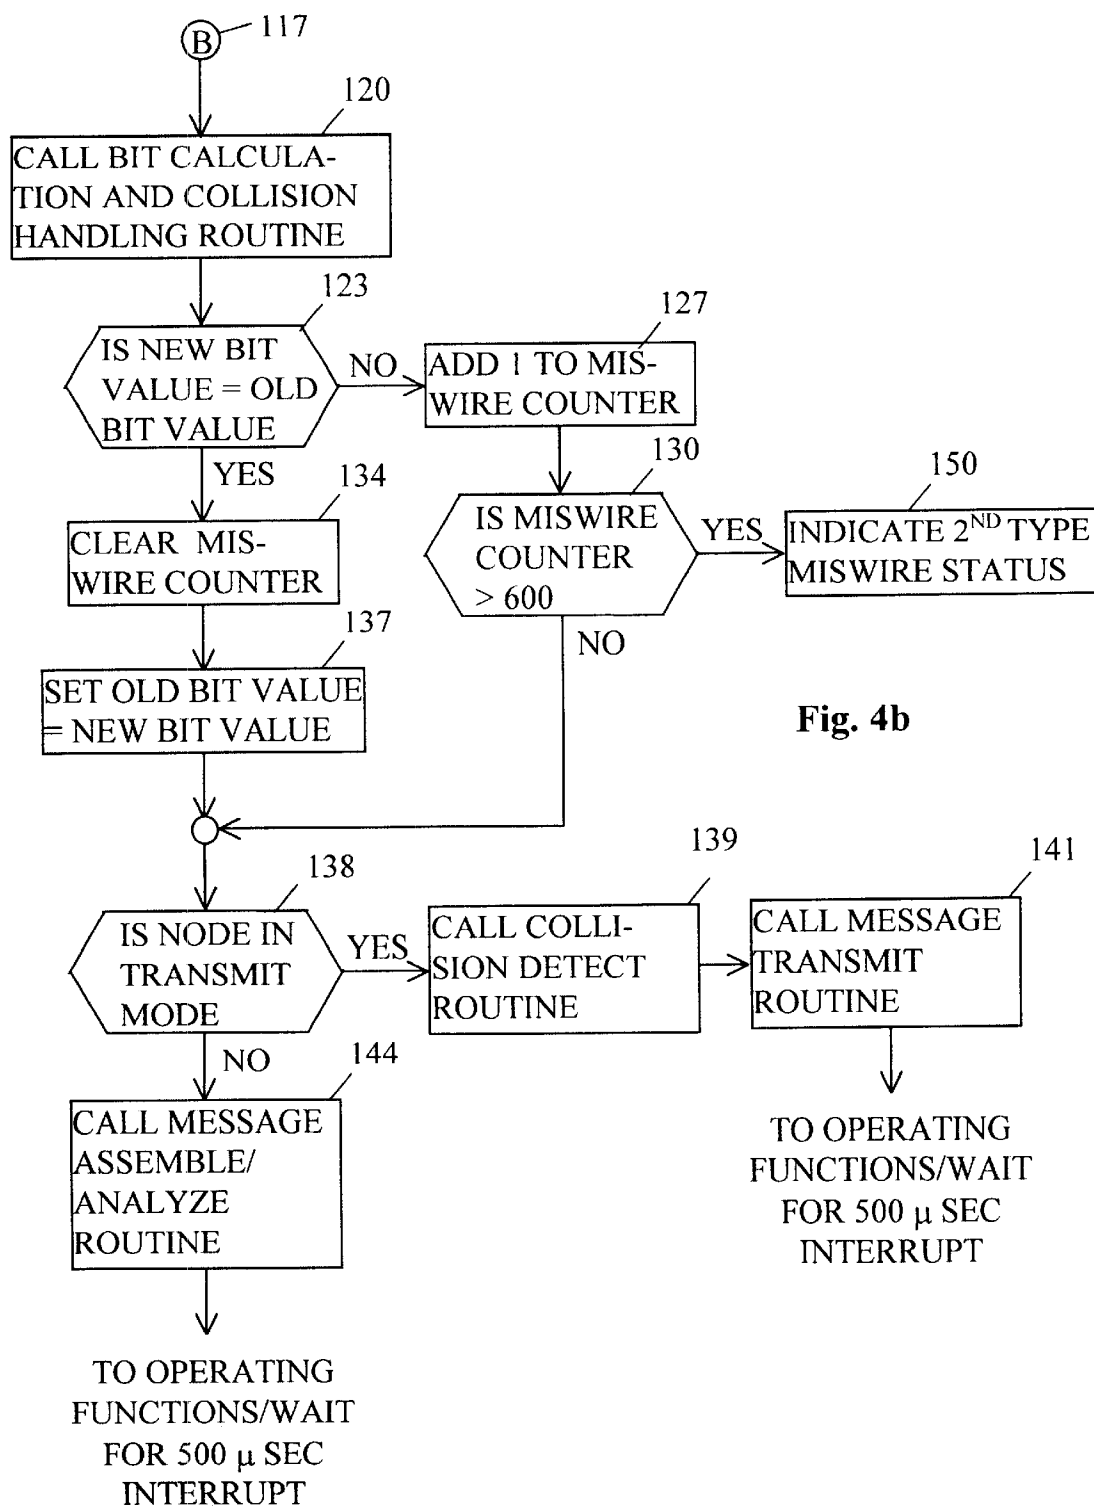 B
117
120
CALL BIT CALCULA-
TION AND COLLISION
HANDLING ROUTINE
123
IS NEW BIT
VALUE = OLD
BIT VALUE
NO
127
ADD 1 TO MIS-
WIRE COUNTER
YES
130
IS MISWIRE
COUNTER
> 600
YES
150
INDICATE 2ND TYPE
MISWIRE STATUS
NO
134
CLEAR MIS-
WIRE COUNTER
137
SET OLD BIT VALUE
= NEW BIT VALUE
Fig. 4b
138
IS NODE IN
TRANSMIT
MODE
YES
139
CALL COLLI-
SION DETECT
ROUTINE
141
CALL MESSAGE
TRANSMIT
ROUTINE
TO OPERATING
FUNCTIONS/WAIT
FOR 500 μ SEC
INTERRUPT
NO
144
CALL MESSAGE
ASSEMBLE/
ANALYZE
ROUTINE
TO OPERATING
FUNCTIONS/WAIT
FOR 500 μ SEC
INTERRUPT